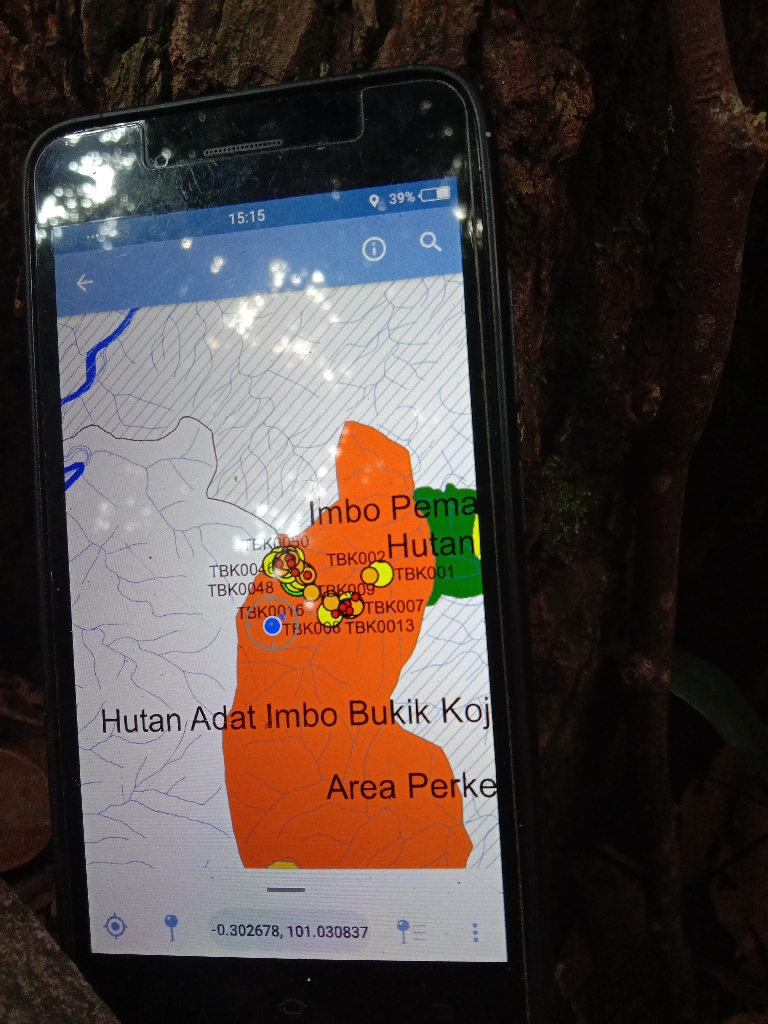 15:15
39%
Imbo Pema
Hutan
TBK0050
TBK002
TBK0046
TBK001
TBK0048
TBK009
TBK0016
TBK007
TBK008 TBK0013
Hutan Adat Imbo Bukik Koj
Area Perke
-0.302678, 101.030837